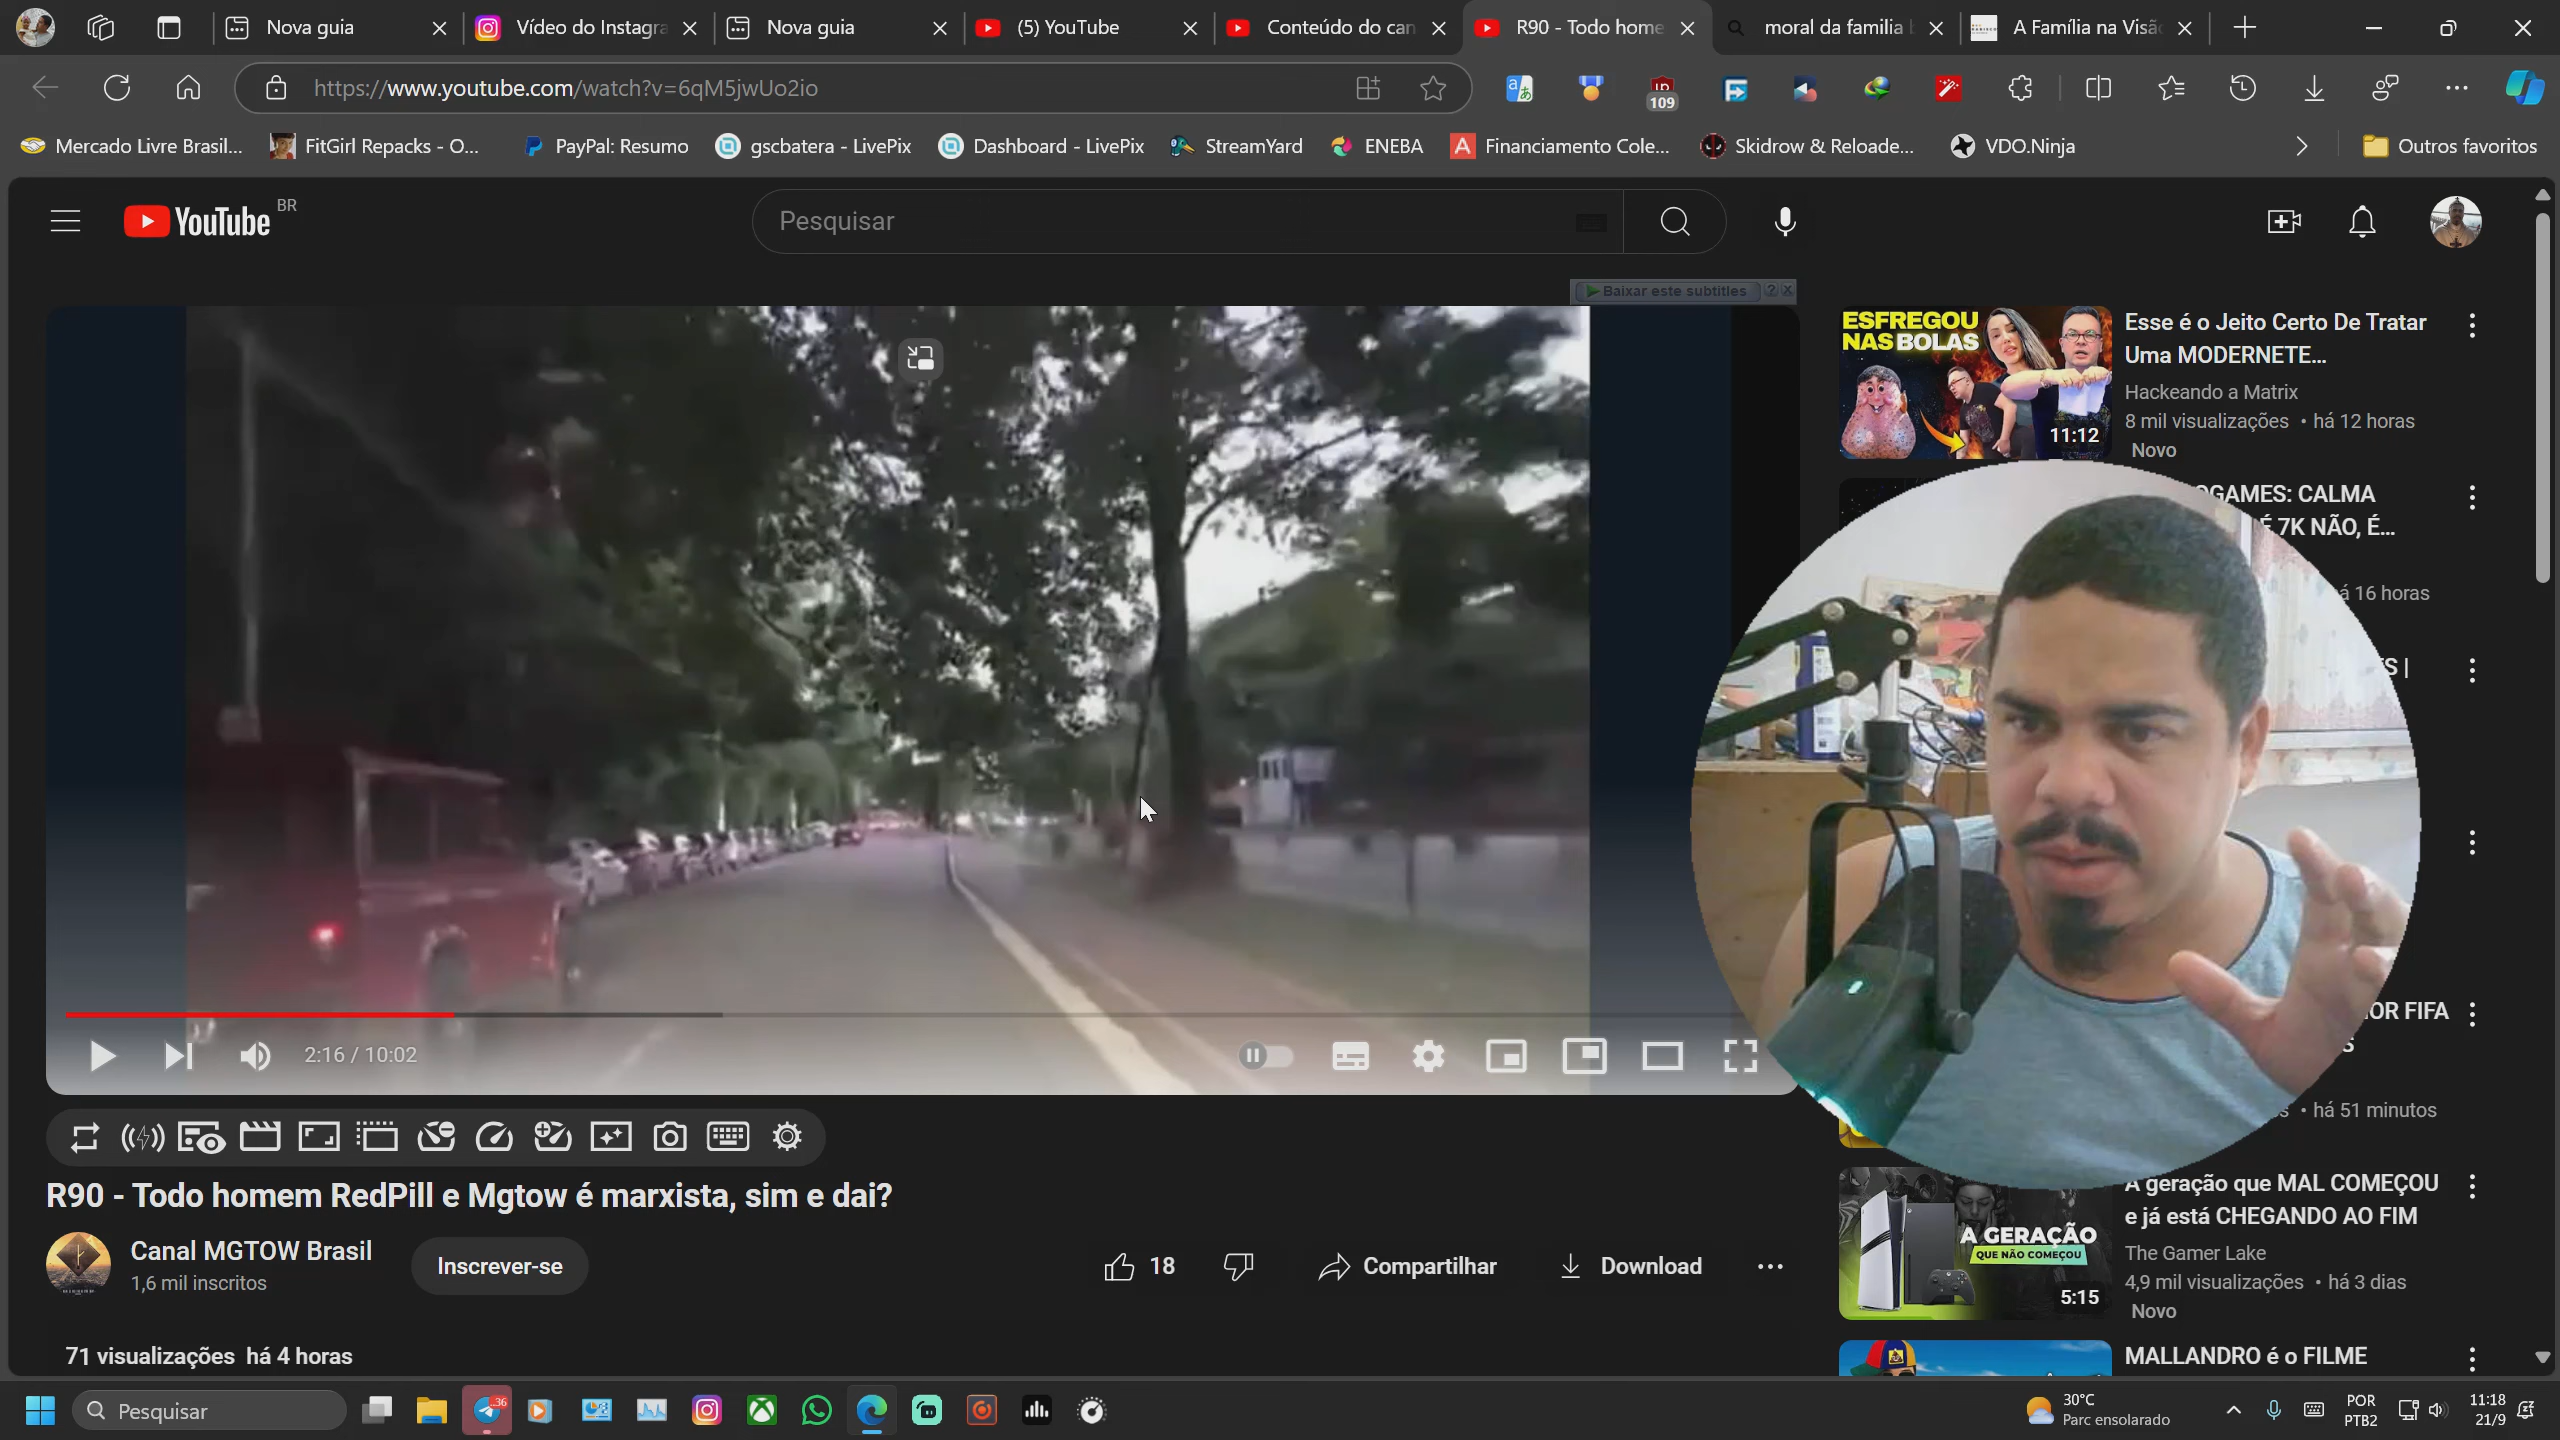 Nova guia
Vídeo do Instagra
Nova guia
(5) YouTube
Conteúdo do can
R90 - Todo home
moral da familia b
A Família na Visã
https://www.youtube.com/watch?v=6qM5jwUo2io
109
Mercado Livre Brasil...
FitGirl Repacks - O...
PayPal: Resumo
gscbatera - LivePix
Dashboard - LivePix
StreamYard
ENEBA
Financiamento Cole...
Skidrow & Reloade...
VDO.Ninja
Outros favoritos
YouTube BR
Pesquisar
Baixar este subtitles
ESFREGOU
NAS BOLAS
11:12
Esse é o Jeito Certo De Tratar
Uma MODERNETE...
Hackeando a Matrix
8 mil visualizações • há 12 horas
Novo
OGAMES: CALMA
É 7K NÃO, É...
á 16 horas
S |
OR FIFA
S
s • há 51 minutos
2:16 / 10:02
R90 - Todo homem RedPill e Mgtow é marxista, sim e dai?
Canal MGTOW Brasil
1,6 mil inscritos
Inscrever-se
18
Compartilhar
Download
71 visualizações há 4 horas
A GERAÇÃO
QUE NÃO COMEÇOU
5:15
A geração que MAL COMEÇOU
e já está CHEGANDO AO FIM
The Gamer Lake
4,9 mil visualizações • há 3 dias
Novo
MALLANDRO é o FILME
Pesquisar
36
30°C
Parc ensolarado
POR
PTB2
11:18
21/9